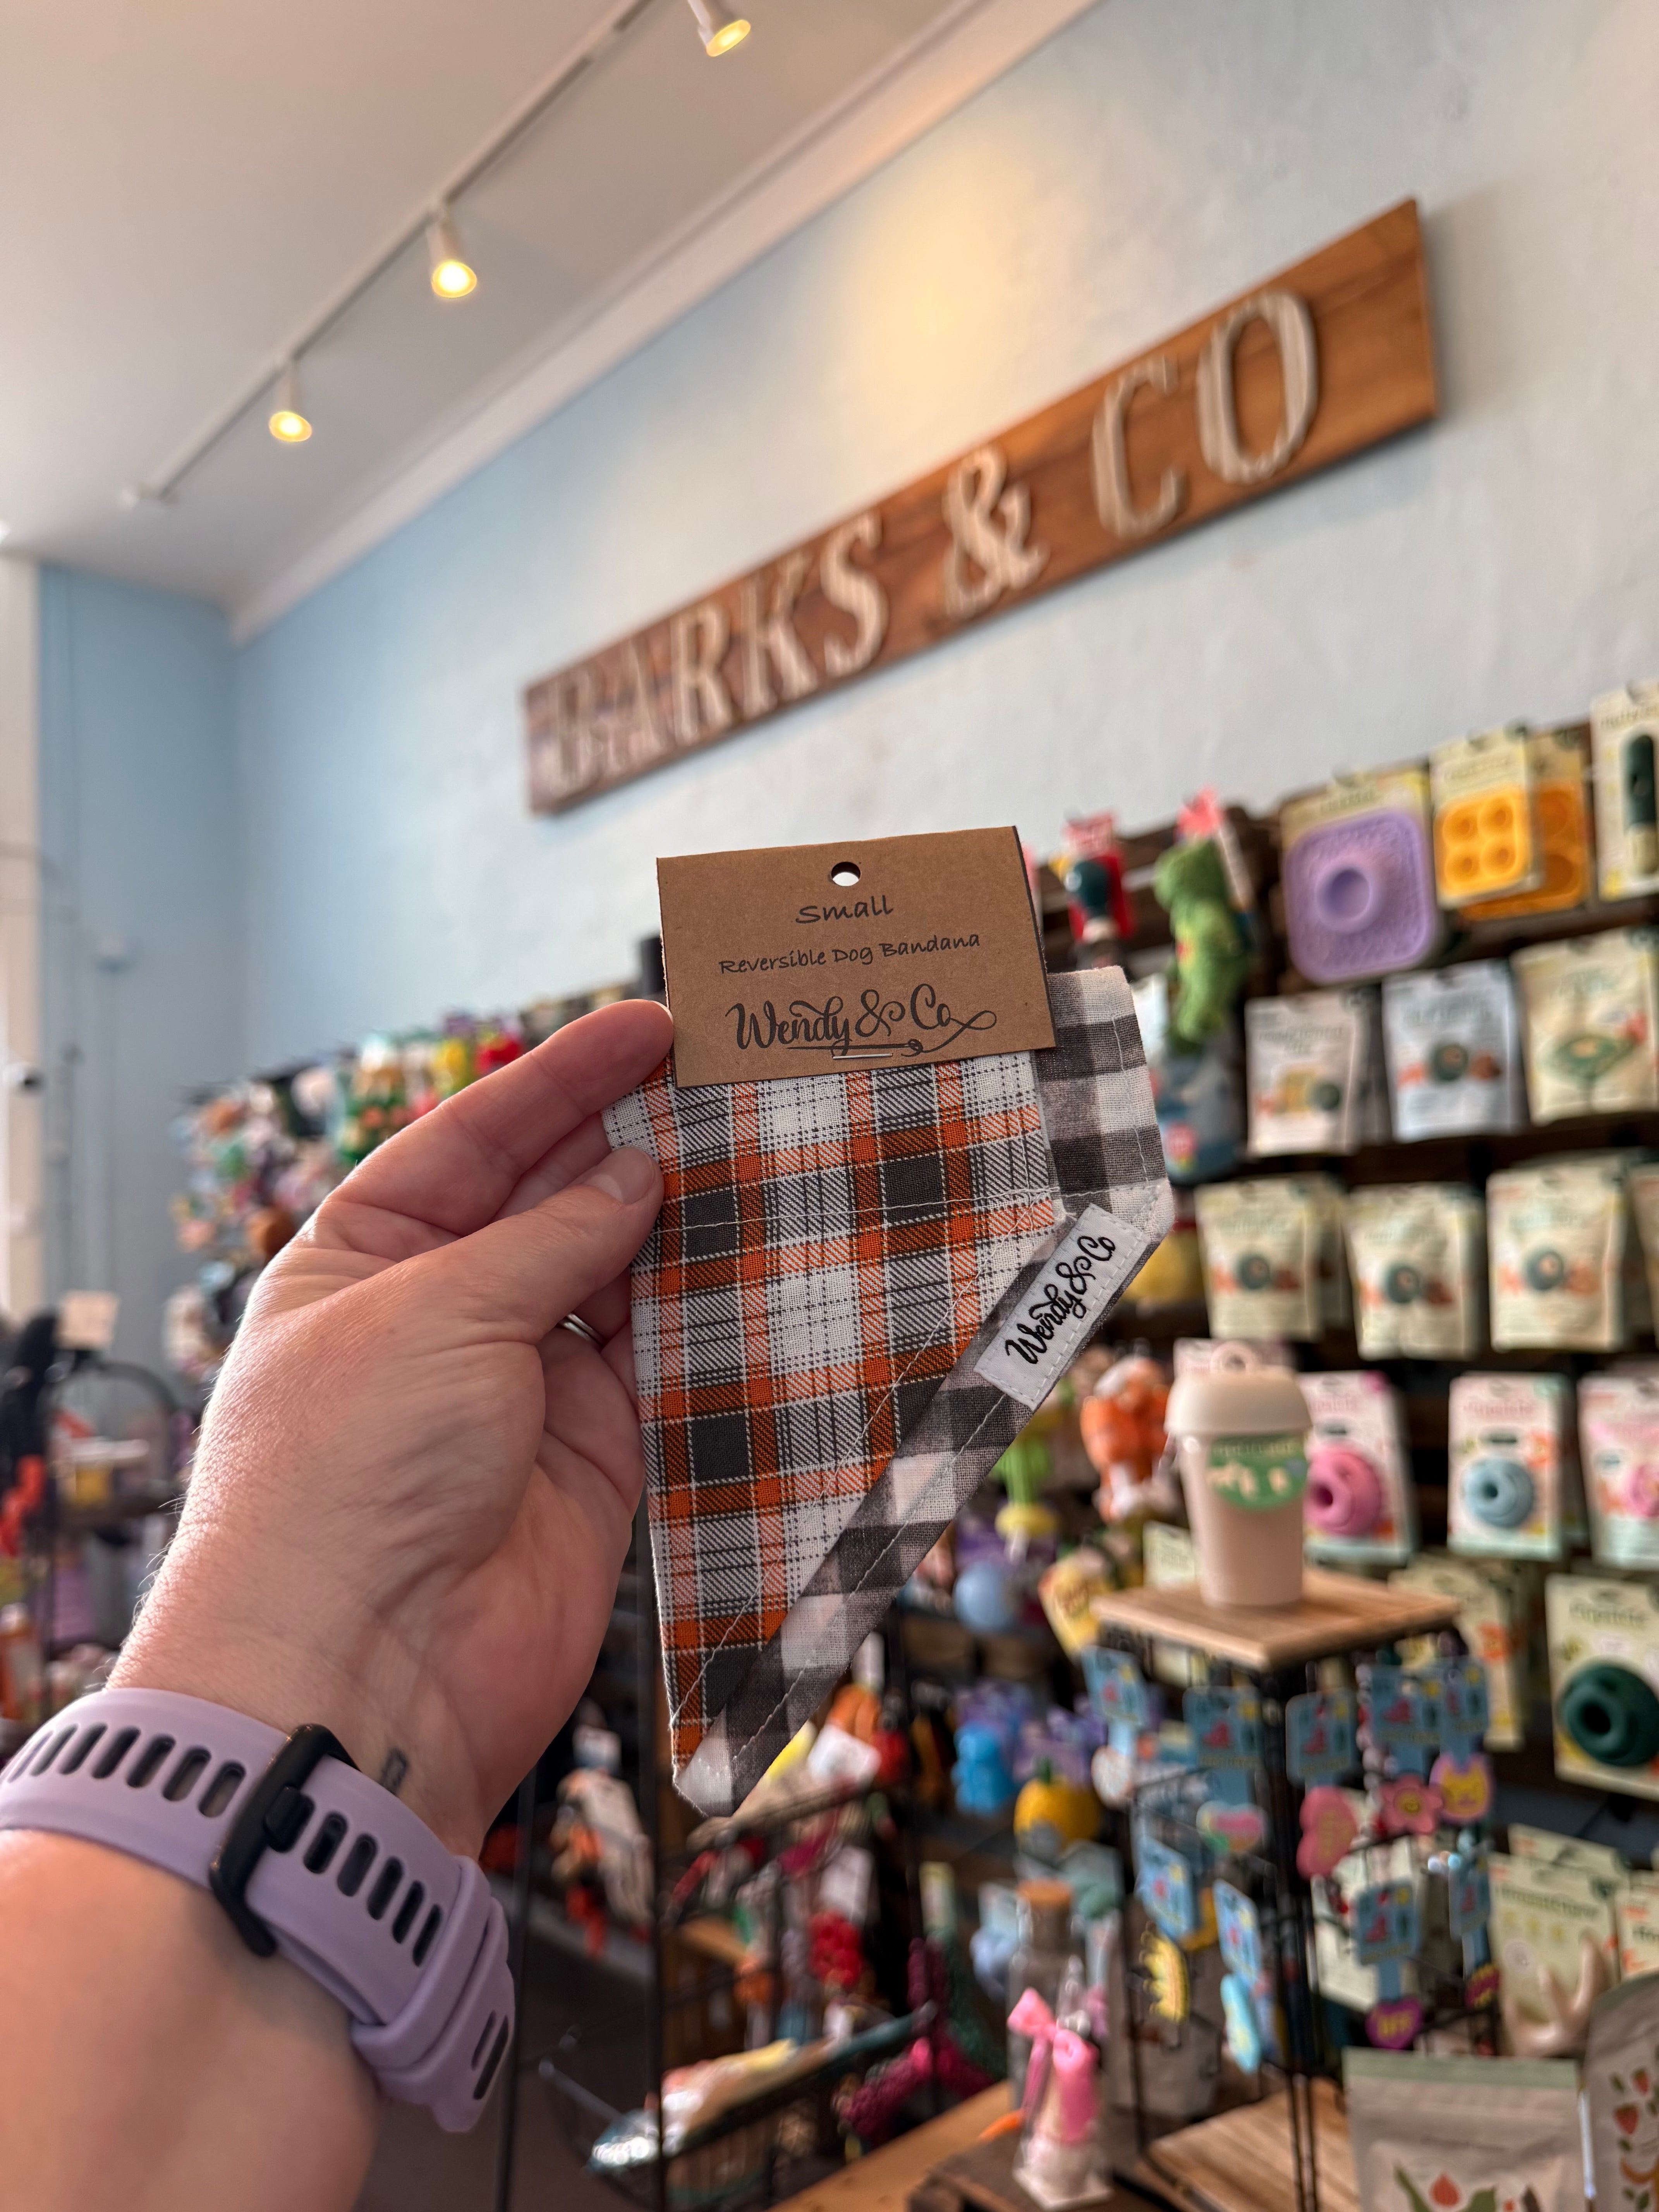 BARKS & CO
Small
Reversible Dog Bandana
Wendy & Co
Wendy & Co